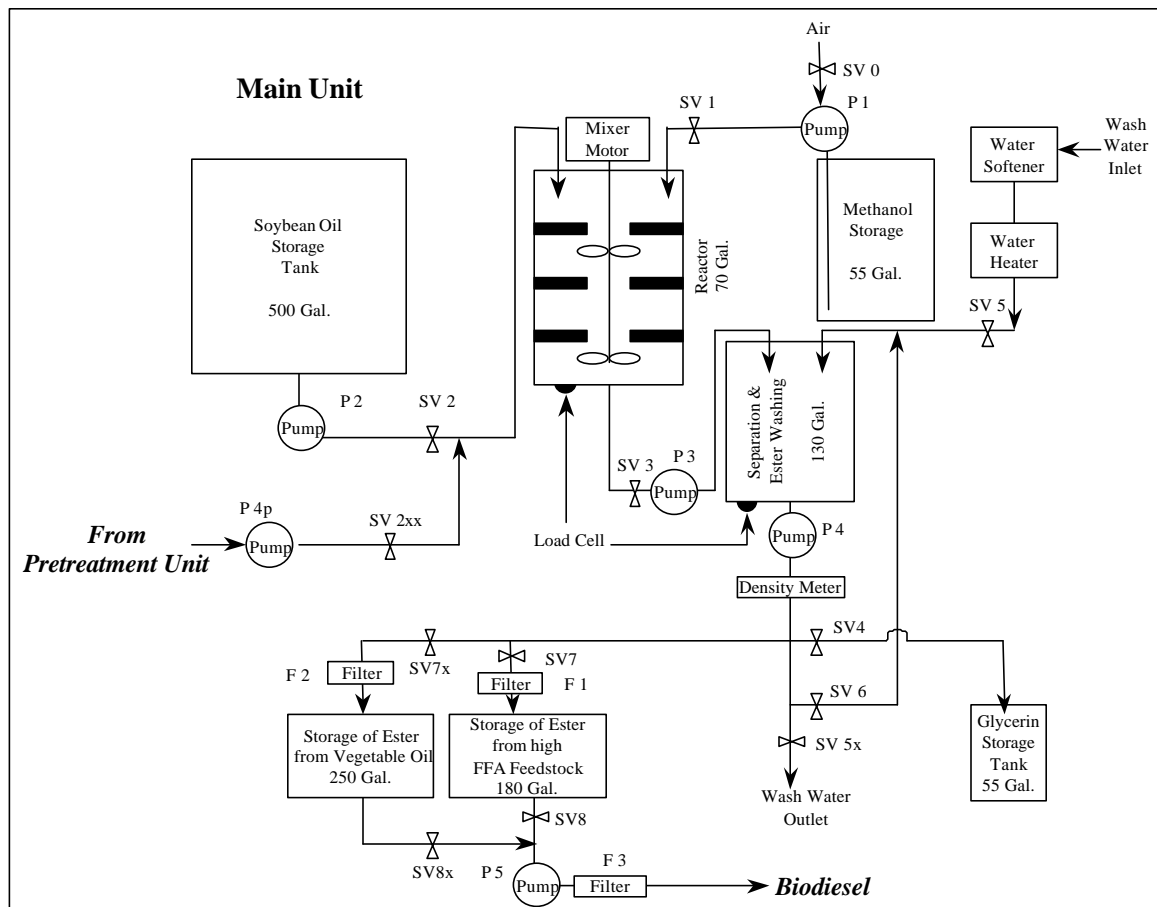 Air
SV 0
Main Unit
SV 1
P 1
Mixer
Motor
Pump
Water
Softener
Wash
Water
Inlet
Soybean Oil
Storage
Tank
500 Gal.
Reactor
70 Gal.
Methanol
Storage
55 Gal.
Water
Heater
SV 5
P 2
SV 2
Pump
Separation &
Ester Washing
130 Gal.
SV 3
P 3
Pump
P 4p
SV 2xx
Pump
From
Pretreatment Unit
Load Cell
P 4
Pump
Density Meter
SV4
SV7x
SV7
F 2
Filter
Filter
F 1
SV 6
Storage of Ester
from Vegetable Oil
250 Gal.
Storage of Ester
from high
FFA Feedstock
180 Gal.
SV 5x
Glycerin
Storage
Tank
55 Gal.
Wash Water
Outlet
SV8
SV8x
P 5
Pump
F 3
Filter
Biodiesel